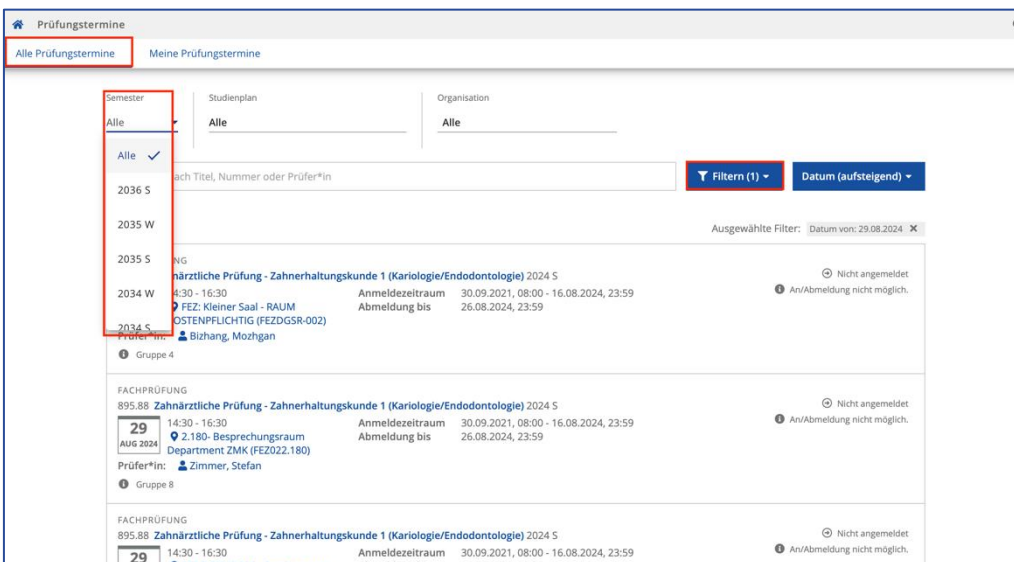 Prüfungstermine
Alle Prüfungstermine Meine Prüfungstermine
Semester Studienplan Organisation
Alle Alle Alle
Alle
2036 S
2035 W
2035 S
2034 W
2034 S
ach Titel, Nummer oder Prüfer*in
Filtern (1) Datum (aufsteigend)
Ausgewählte Filter: Datum von: 29.08.2024 X
NG
närztliche Prüfung - Zahnerhaltungskunde 1 (Kariologie/Endodontologie) 2024 S
4:30 - 16:30 Anmeldezeitraum 30.09.2021, 08:00 - 16.08.2024, 23:59
FEZ: Kleiner Saal - RAUM Abmeldung bis 26.08.2024, 23:59
OSTENPFLICHTIG (FEZDGSR-002)
Prüfer*in: Bizhang, Mozhgan
Gruppe 4
Nicht angemeldet
An/Abmeldung nicht möglich.
FACHPRÜFUNG
895.88 Zahnärztliche Prüfung - Zahnerhaltungskunde 1 (Kariologie/Endodontologie) 2024 S
29
AUG 2024
14:30 - 16:30 Anmeldezeitraum 30.09.2021, 08:00 - 16.08.2024, 23:59
2.180- Besprechungsraum Abmeldung bis 26.08.2024, 23:59
Department ZMK (FEZ022.180)
Prüfer*in: Zimmer, Stefan
Gruppe 8
Nicht angemeldet
An/Abmeldung nicht möglich.
FACHPRÜFUNG
895.88 Zahnärztliche Prüfung - Zahnerhaltungskunde 1 (Kariologie/Endodontologie) 2024 S
29
14:30 - 16:30 Anmeldezeitraum 30.09.2021, 08:00 - 16.08.2024, 23:59
Nicht angemeldet
An/Abmeldung nicht möglich.